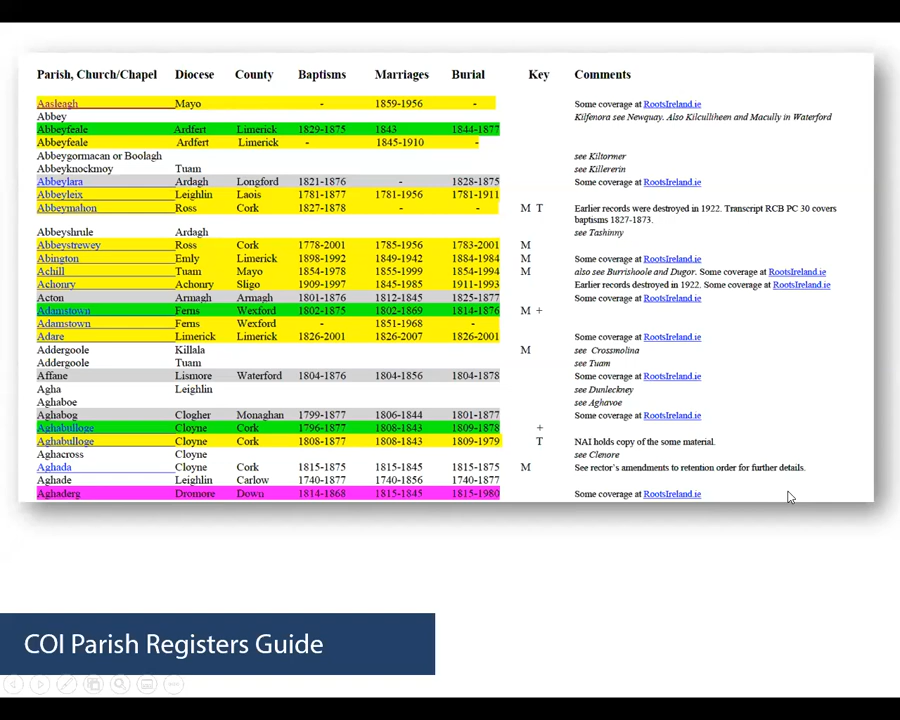 Parish, Church/Chapel Diocese County Baptisms Marriages Burial Key Comments
Aasleagh Mayo - 1859-1956 - Some coverage at RootsIreland.ie
Abbey Kilfenora see Newquay. Also Kilculliheen and Macully in Waterford
Abbeyfeale Ardfert Limerick 1829-1875 1843 1844-1877
Abbeyfeale Ardfert Limerick - 1845-1910 -
Abbeygormacan or Boolagh see Kiltormer
Abbeyknockmoy Tuam see Killererin
Abbeylara Ardagh Longford 1821-1876 - 1828-1875 Some coverage at RootsIreland.ie
Abbeyleix Leighlin Laois 1781-1877 1781-1956 1781-1911
Abbeymahon Ross Cork 1827-1878 - - M T Earlier records were destroyed in 1922. Transcript RCB PC 30 covers
baptisms 1827-1873.
Abbeyshrule Ardagh see Tashinny
Abbeystrewey Ross Cork 1778-2001 1785-1956 1783-2001 M
Abington Emly Limerick 1898-1992 1849-1942 1884-1984 M Some coverage at RootsIreland.ie
Achill Tuam Mayo 1854-1978 1855-1999 1854-1994 M also see Burrishoole and Dugor. Some coverage at RootsIreland.ie
Achonry Achonry Sligo 1909-1997 1845-1985 1911-1993 Earlier records destroyed in 1922. Some coverage at RootsIreland.ie
Acton Armagh Armagh 1801-1876 1812-1845 1825-1877 Some coverage at RootsIreland.ie
Adamstown Ferns Wexford 1802-1875 1802-1869 1814-1876 M +
Adamstown Ferns Wexford - 1851-1968 -
Adare Limerick Limerick 1826-2001 1826-2007 1826-2001 Some coverage at RootsIreland.ie
Addergoole Killala M see Crossmolina
Addergoole Tuam see Tuam
Affane Lismore Waterford 1804-1876 1804-1856 1804-1878 Some coverage at RootsIreland.ie
Agha Leighlin see Dunleckney
Aghaboe see Aghavoe
Aghabog Clogher Monaghan 1799-1877 1806-1844 1801-1877 Some coverage at RootsIreland.ie
Aghabulloge Cloyne Cork 1796-1877 1808-1843 1809-1878 +
Aghabulloge Cloyne Cork 1808-1877 1808-1843 1809-1979 T NAI holds copy of the some material.
Aghacross Cloyne see Clenore
Aghada Cloyne Cork 1815-1875 1815-1845 1815-1875 M See rector's amendments to retention order for further details.
Aghade Leighlin Carlow 1740-1877 1740-1856 1740-1877
Aghaderg Dromore Down 1814-1868 1815-1845 1815-1980 Some coverage at RootsIreland.ie
COI Parish Registers Guide